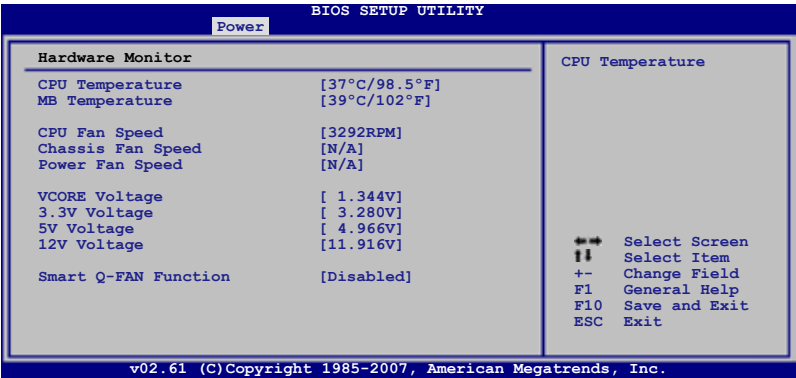 BIOS SETUP UTILITY
Power
Hardware Monitor
CPU Temperature [37°C/98.5°F]
MB Temperature [39°C/102°F]
CPU Fan Speed [3292RPM]
Chassis Fan Speed [N/A]
Power Fan Speed [N/A]
VCORE Voltage [ 1.344V]
3.3V Voltage [ 3.280V]
5V Voltage [ 4.966V]
12V Voltage [11.916V]
Smart Q-FAN Function [Disabled]
CPU Temperature
←→ Select Screen
↑↓ Select Item
+- Change Field
F1 General Help
F10 Save and Exit
ESC Exit
v02.61 (C)Copyright 1985-2007, American Megatrends, Inc.